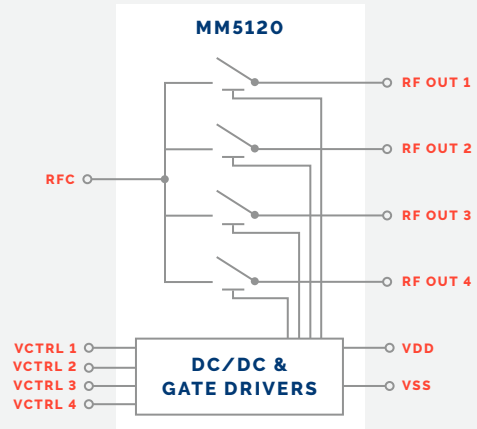 MM5120
RF OUT 1
RF OUT 2
RFC
RF OUT 3
RF OUT 4
VCTRL 1
VCTRL 2
VCTRL 3
VCTRL 4
DC/DC &
GATE DRIVERS
VDD
VSS